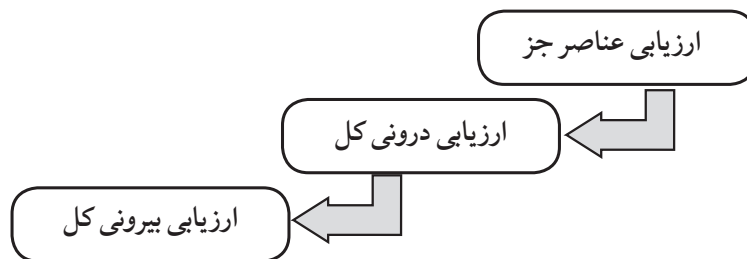 ارزیابی عناصر جز
ارزیابی درونی کل
ارزیابی بیرونی کل